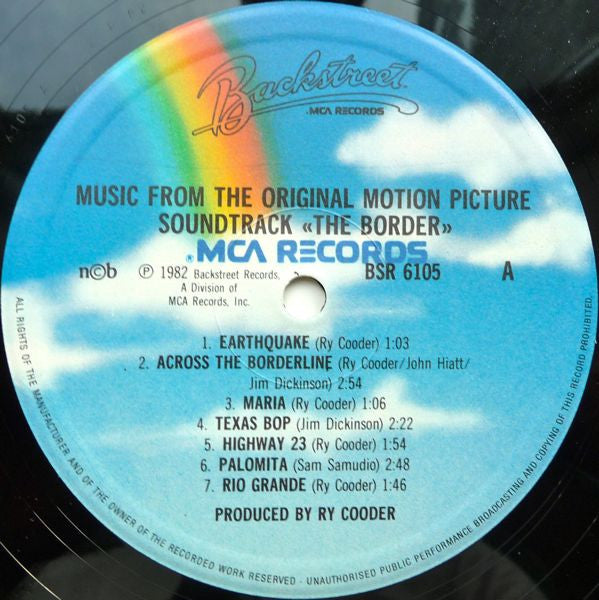 Backstreet
MCA RECORDS
MUSIC FROM THE ORIGINAL MOTION PICTURE
SOUNDTRACK «THE BORDER»
MCA RECORDS
n©b ℗ 1982 Backstreet Records, BSR 6105 A
A Division of
MCA Records, Inc.
1. EARTHQUAKE (Ry Cooder) 1:03
2. ACROSS THE BORDERLINE (Ry Cooder/John Hiatt/
Jim Dickinson) 2:54
3. MARIA (Ry Cooder) 1:06
4. TEXAS BOP (Jim Dickinson) 2:22
5. HIGHWAY 23 (Ry Cooder) 1:54
6. PALOMITA (Sam Samudio) 2:48
7. RIO GRANDE (Ry Cooder) 1:46
PRODUCED BY RY COODER
ALL RIGHTS OF THE MANUFACTURER AND OF THE OWNER OF THE RECORDED WORK RESERVED - UNAUTHORISED PUBLIC PERFORMANCE BROADCASTING AND COPYING OF THIS RECORD PROHIBITED.